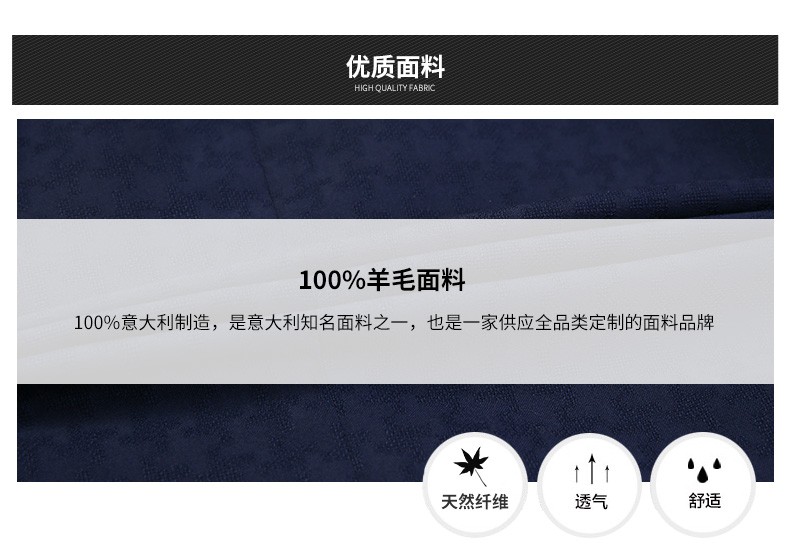 优质面料
HIGH QUALITY FABRIC
100%羊毛面料
100%意大利制造，是意大利知名面料之一，也是一家供应全品类定制的面料品牌
天然纤维
透气
舒适